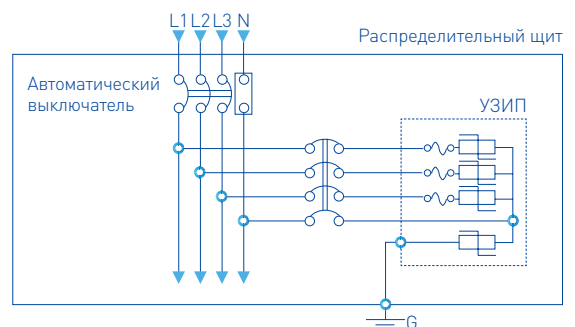 L1 L2 L3 N
Распределительный щит
Автоматический
выключатель
УЗИП
G